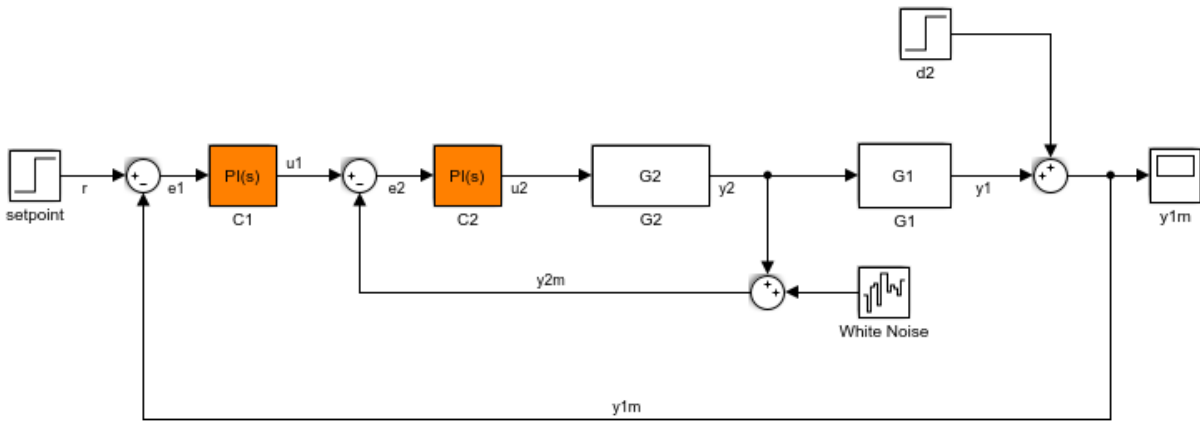 d2
setpoint
r
+
−
e1
PI(s)
C1
u1
+
−
e2
PI(s)
C2
u2
G2
G2
y2
G1
G1
y1
+
+
y1m
y2m
+
+
White Noise
y1m